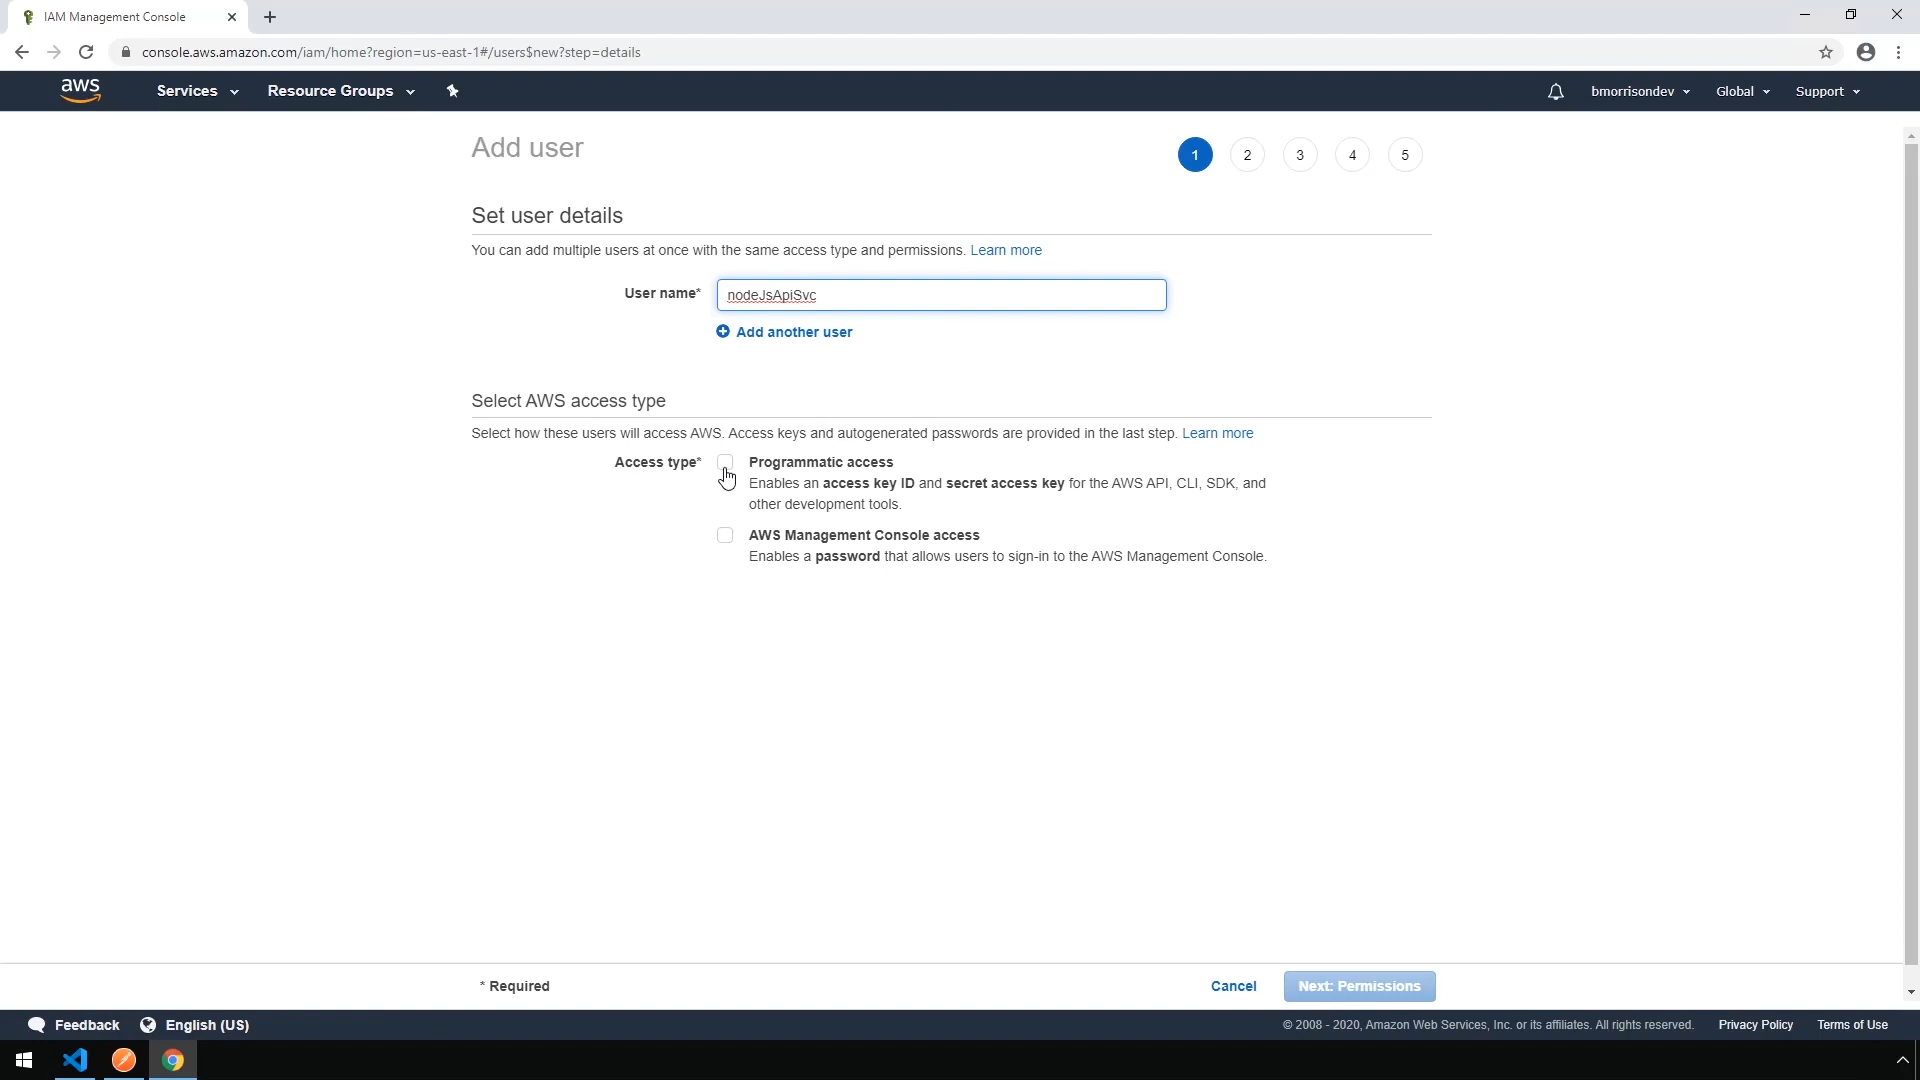 IAM Management Console
console.aws.amazon.com/iam/home?region=us-east-1#/users$new?step=details
aws
Services
Resource Groups
bmorrisondev
Global
Support
Add user
1
2
3
4
5
Set user details
You can add multiple users at once with the same access type and permissions. Learn more
User name*
nodeJsApiSvc
Add another user
Select AWS access type
Select how these users will access AWS. Access keys and autogenerated passwords are provided in the last step. Learn more
Access type*
Programmatic access
Enables an access key ID and secret access key for the AWS API, CLI, SDK, and
other development tools.
AWS Management Console access
Enables a password that allows users to sign-in to the AWS Management Console.
* Required
Cancel
Next: Permissions
Feedback
English (US)
© 2008 - 2020, Amazon Web Services, Inc. or its affiliates. All rights reserved.
Privacy Policy
Terms of Use